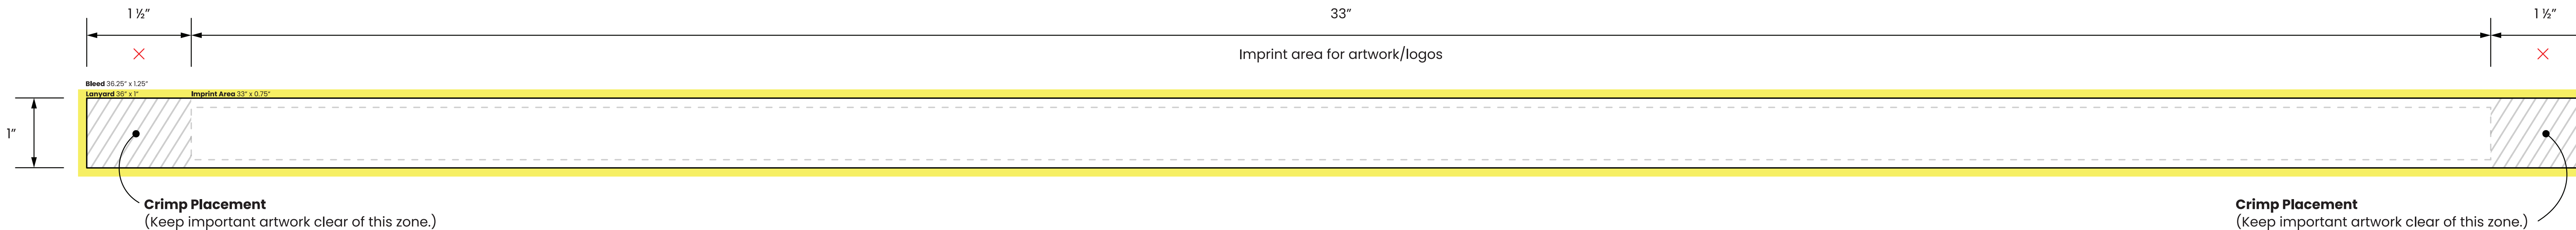 1 ½”
33”
1 ½”
Imprint area for artwork/logos
Bleed 36.25” x 1.25”
Lanyard 36” x 1”
Imprint Area 33” x 0.75”
1”
Crimp Placement
(Keep important artwork clear of this zone.)
Crimp Placement
(Keep important artwork clear of this zone.)